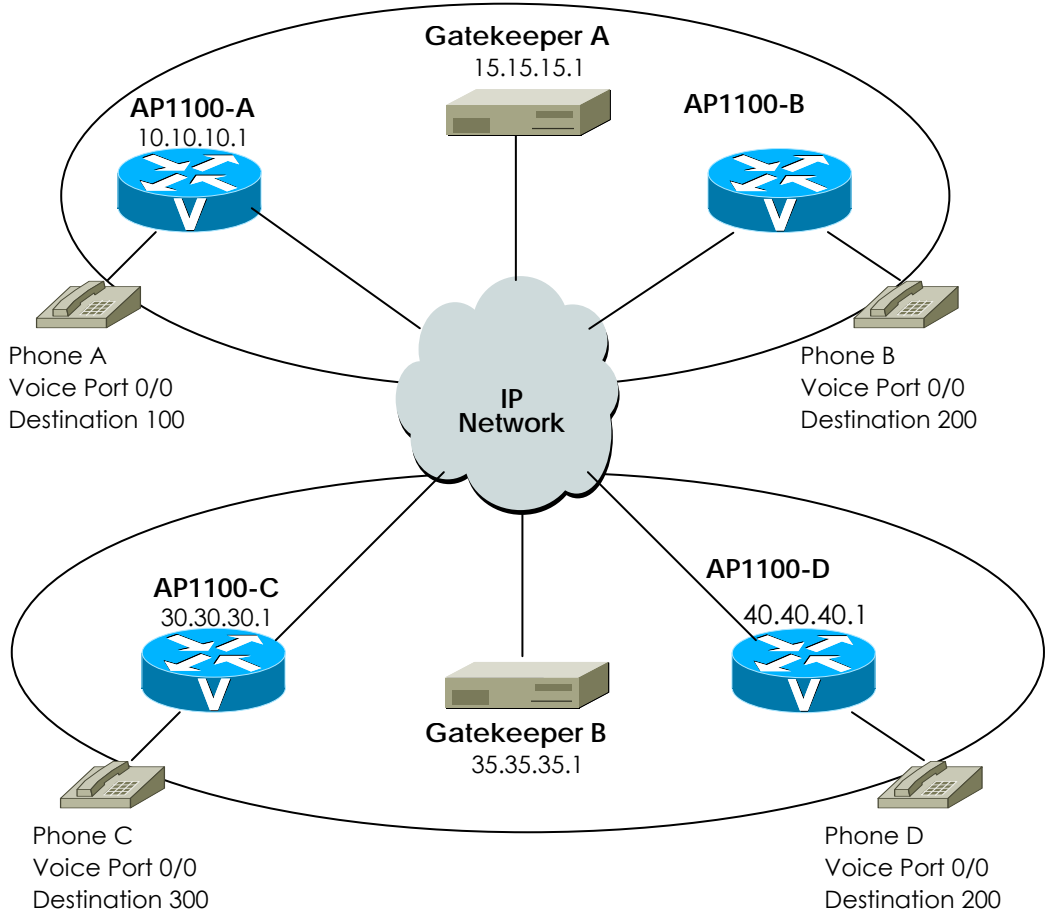 Gatekeeper A
15.15.15.1
AP1100-A
10.10.10.1
AP1100-B
V
V
Phone A
Voice Port 0/0
Destination 100
Phone B
Voice Port 0/0
Destination 200
IP
Network
AP1100-C
30.30.30.1
AP1100-D
40.40.40.1
V
V
Gatekeeper B
35.35.35.1
Phone C
Voice Port 0/0
Destination 300
Phone D
Voice Port 0/0
Destination 200